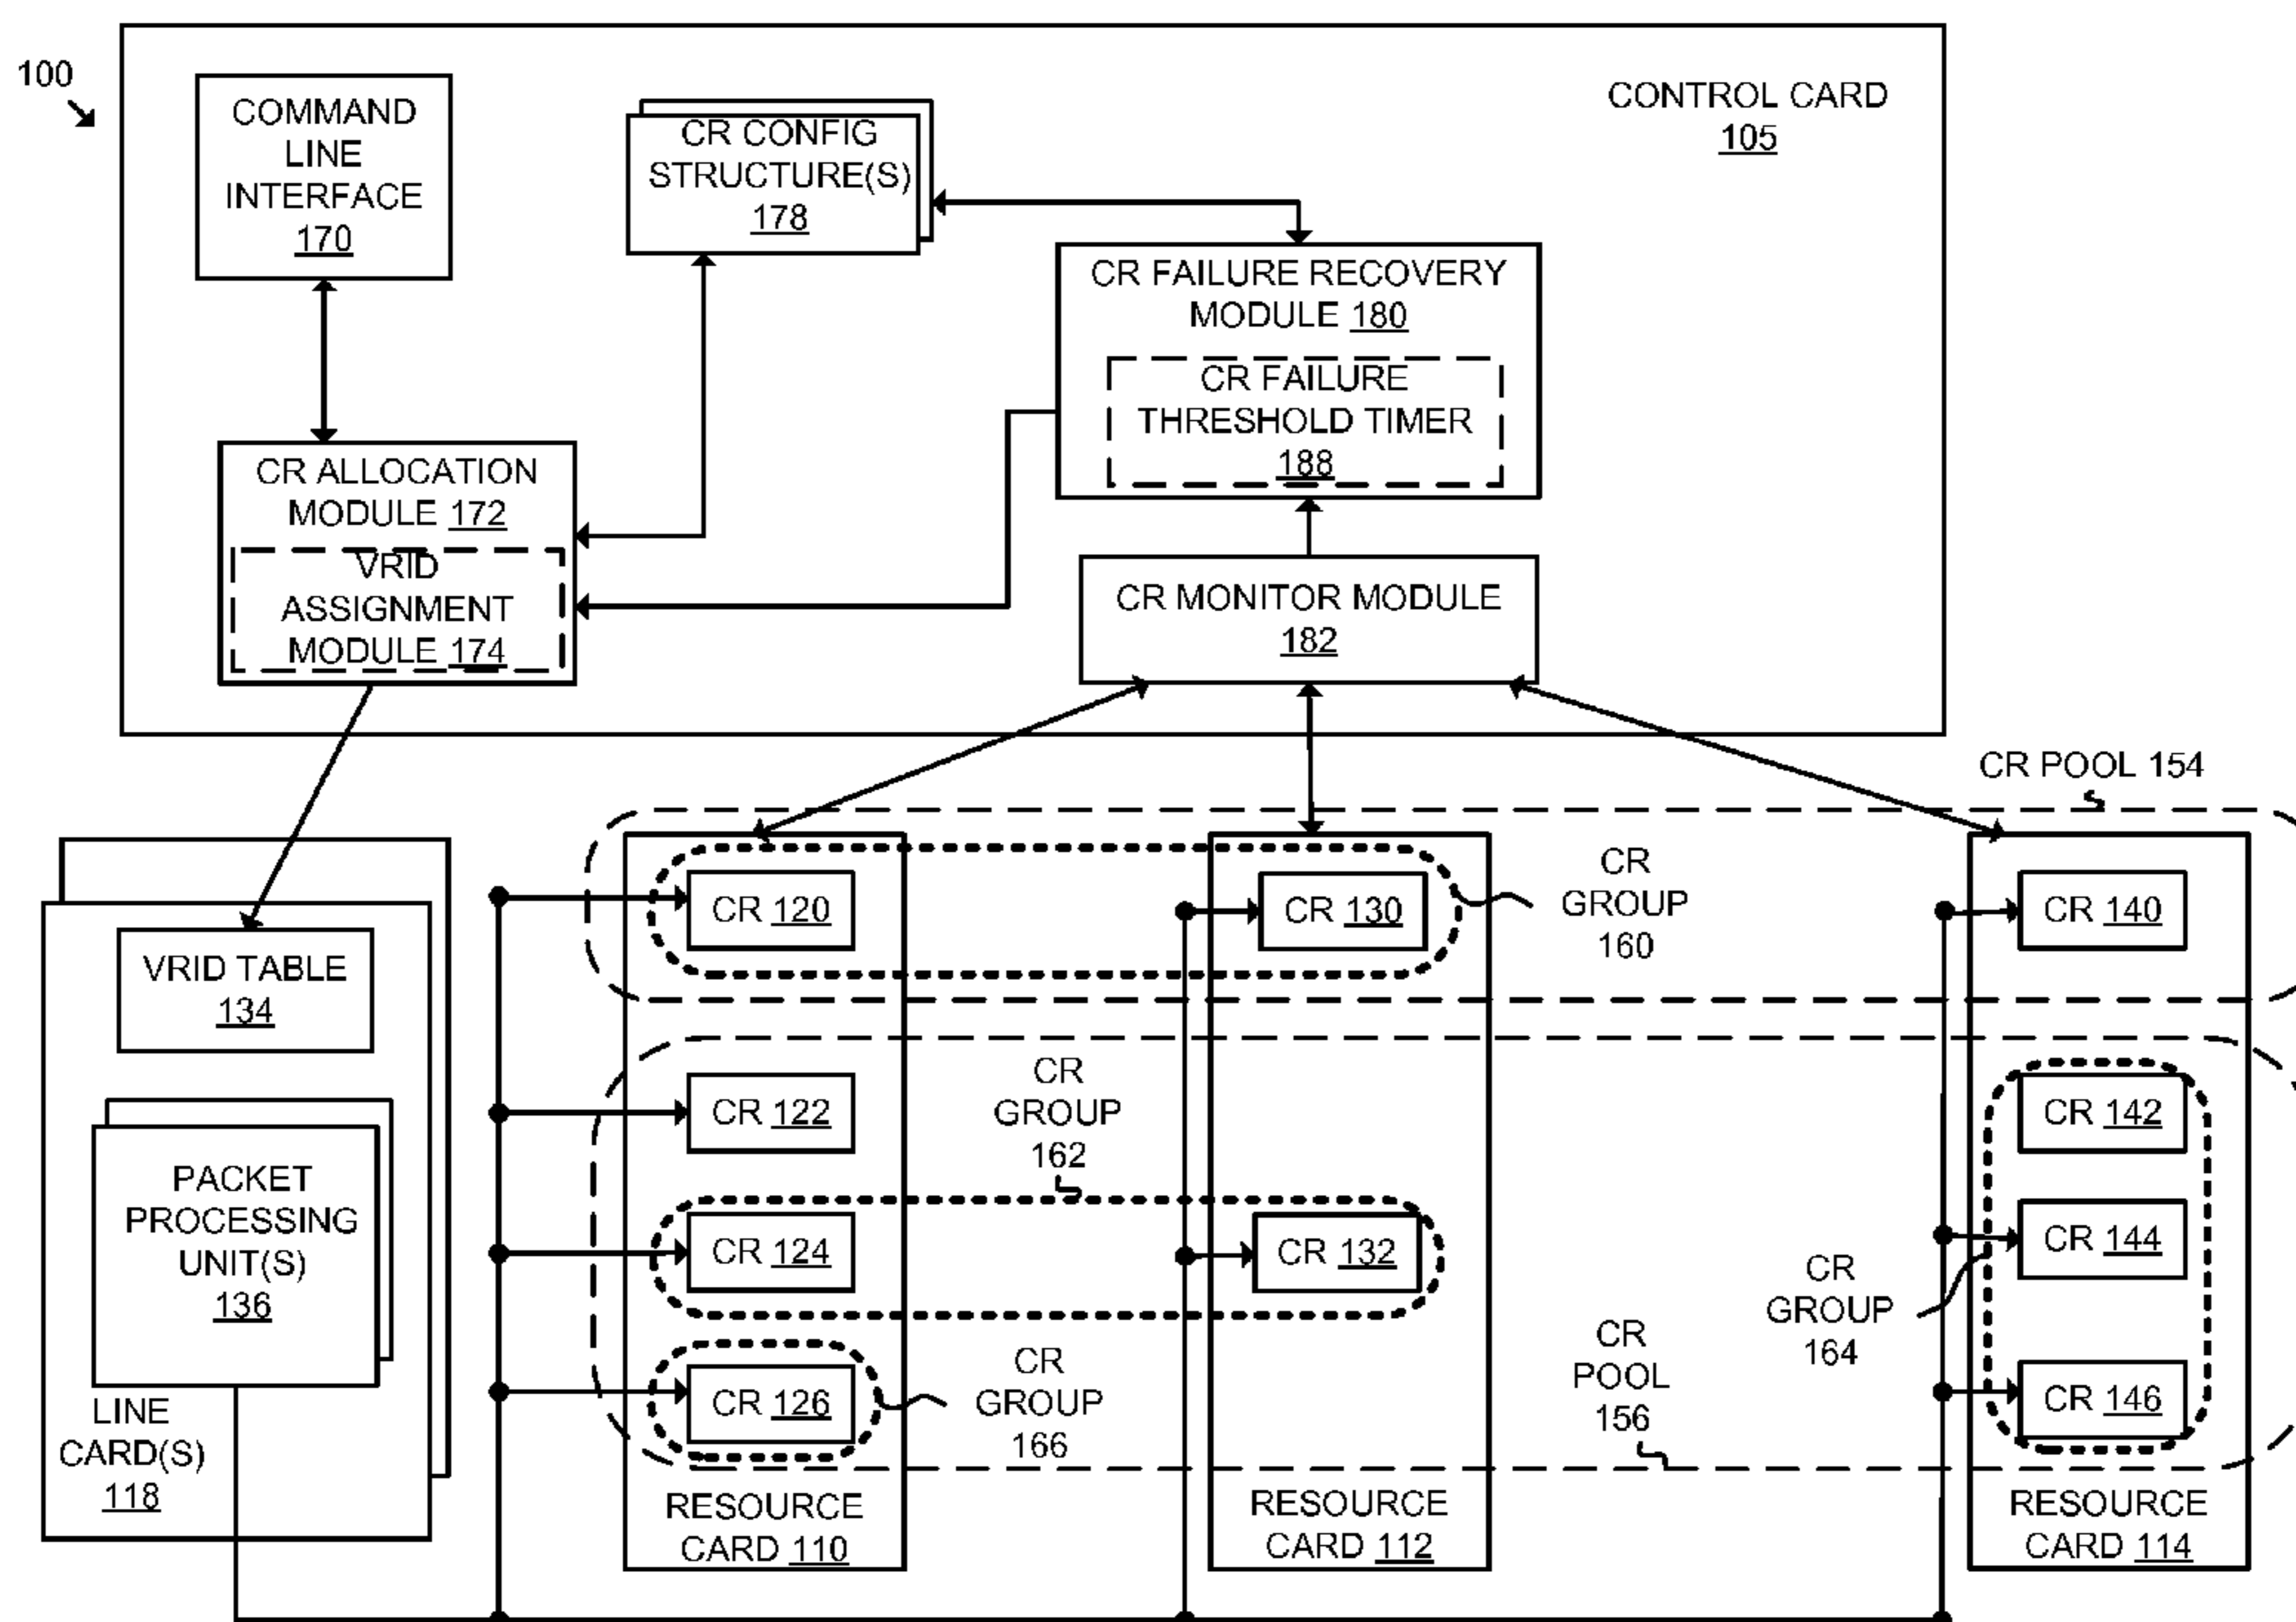 100
COMMAND
LINE
INTERFACE
170
CR CONFIG
STRUCTURE(S)
178
CONTROL CARD
105
CR FAILURE RECOVERY
MODULE 180
CR FAILURE
THRESHOLD TIMER
188
CR ALLOCATION
MODULE 172
VRID
ASSIGNMENT
MODULE 174
CR MONITOR MODULE
182
CR POOL 154
VRID TABLE
134
PACKET
PROCESSING
UNIT(S)
136
LINE
CARD(S)
118
CR 120
CR 130
CR
GROUP
160
CR 140
CR 122
CR
GROUP
162
CR 142
CR 124
CR 132
CR 144
CR
GROUP
164
CR 126
CR
GROUP
166
CR
POOL
156
CR 146
RESOURCE
CARD 110
RESOURCE
CARD 112
RESOURCE
CARD 114